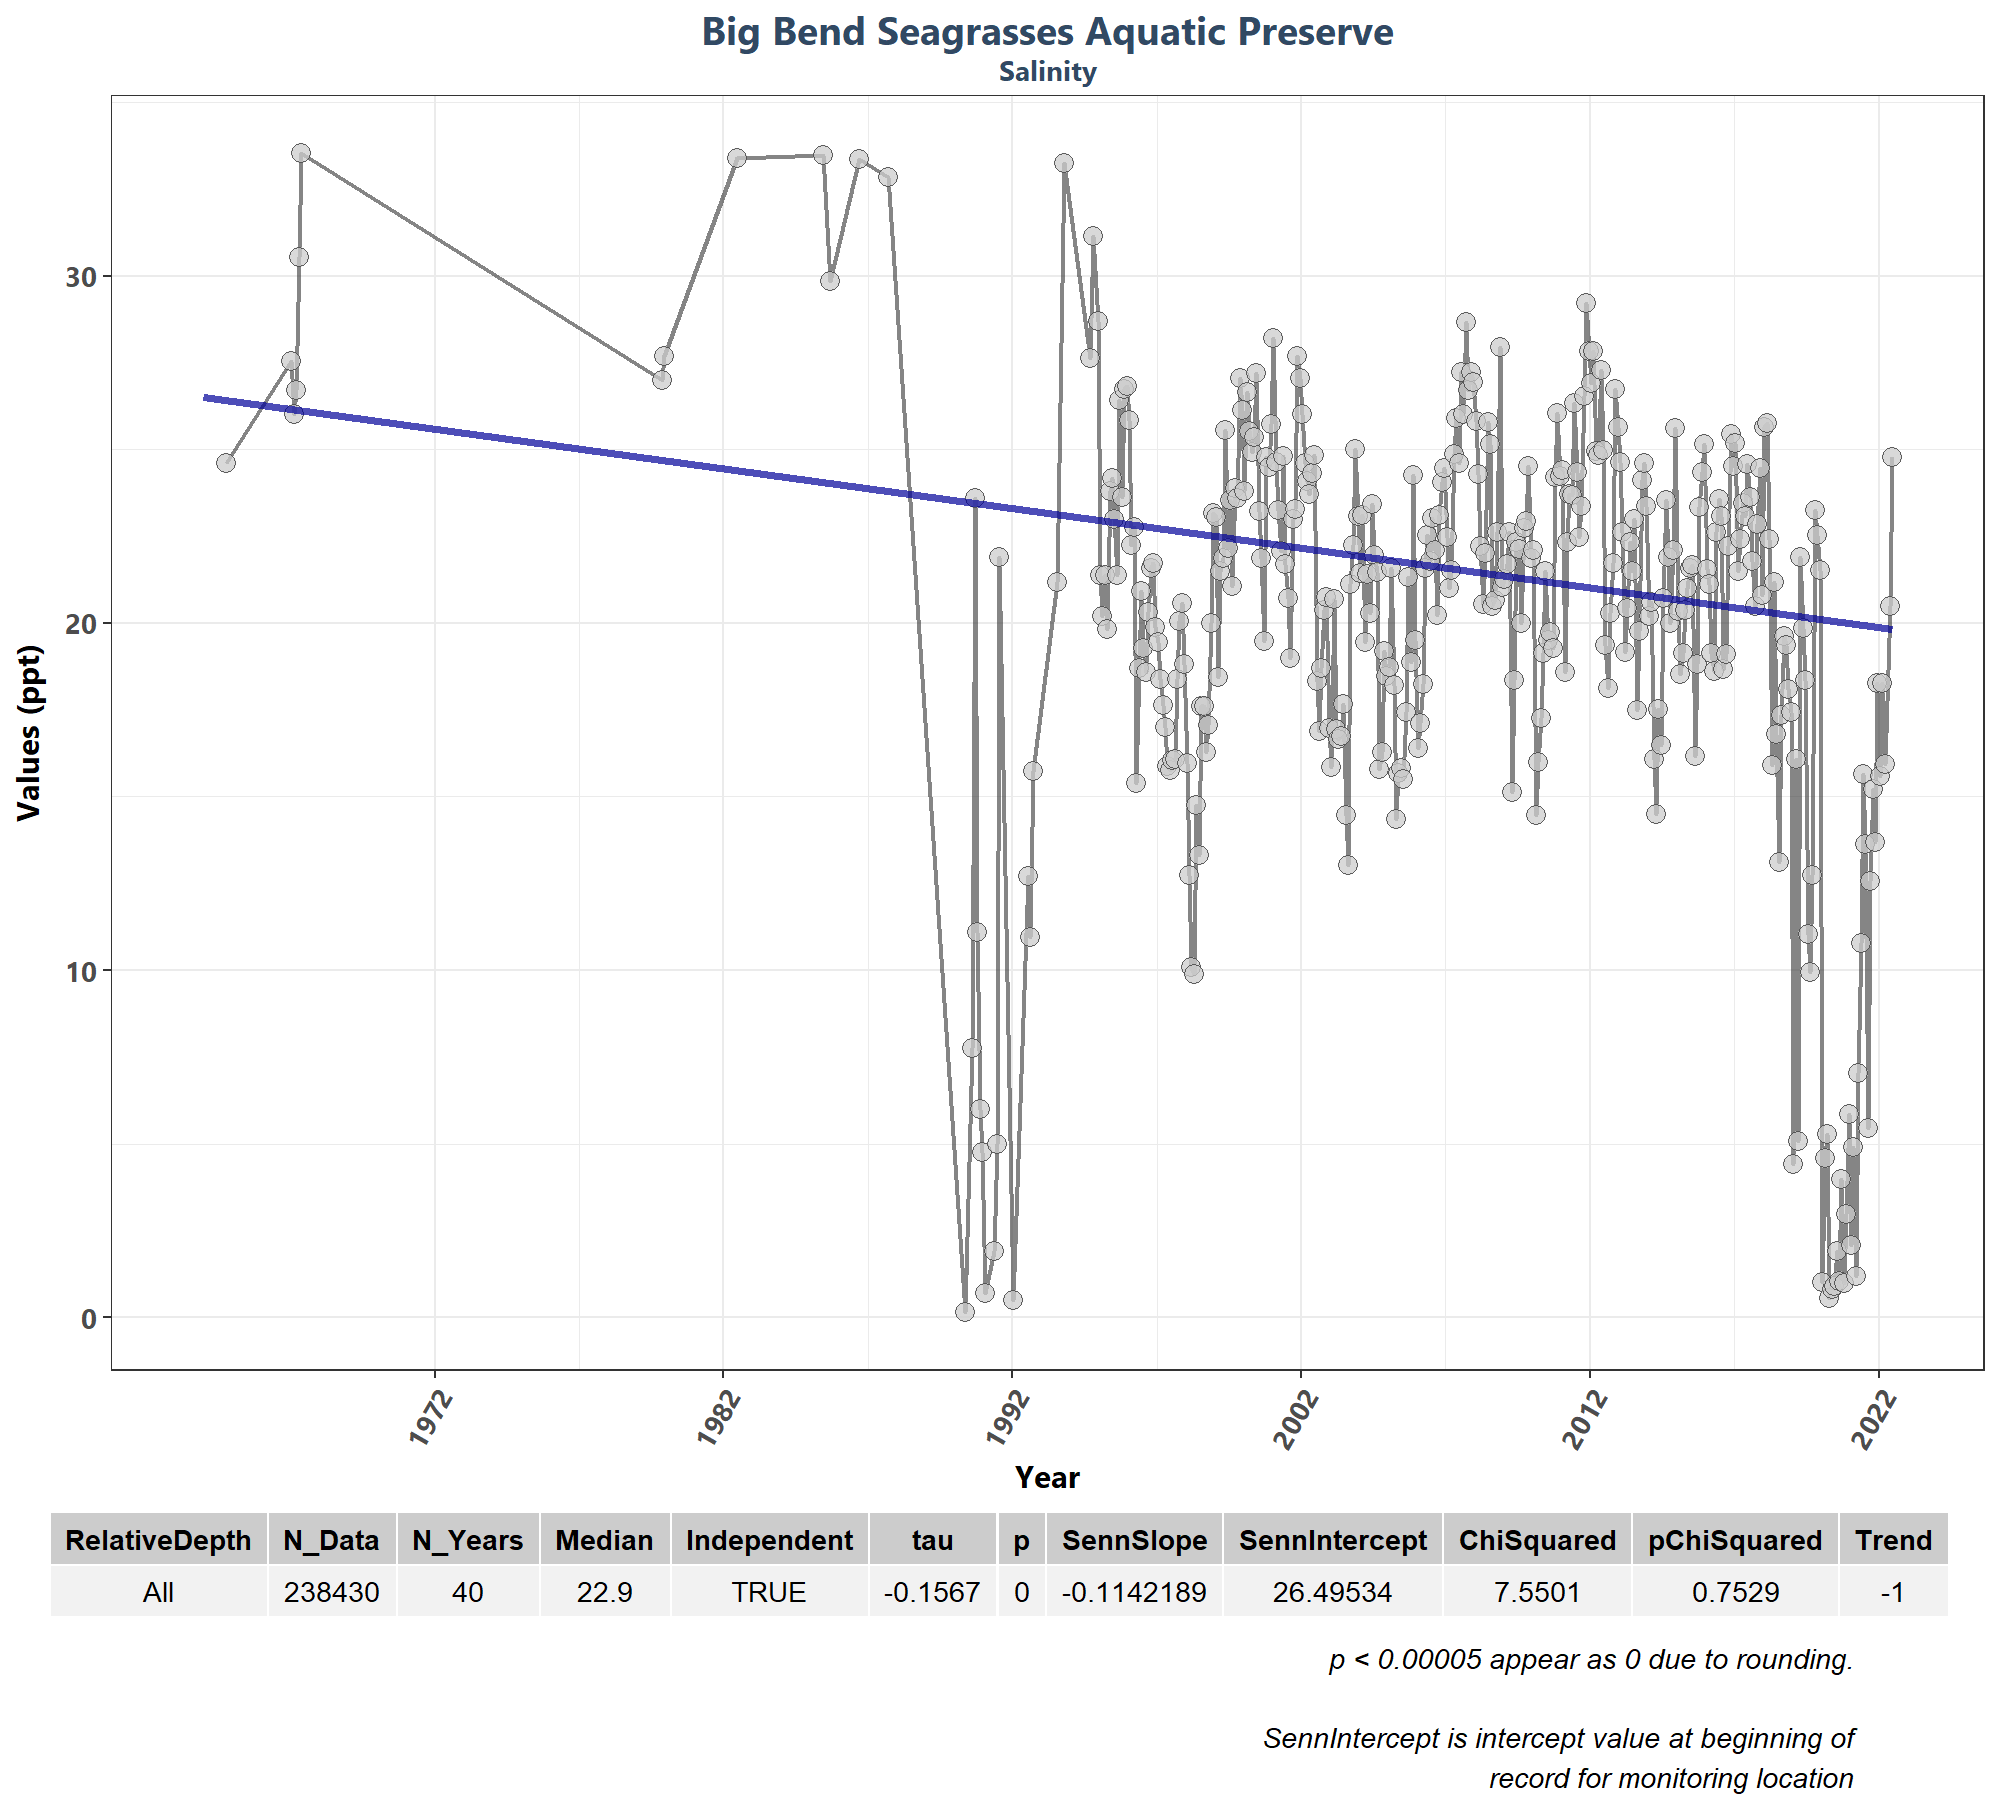 Big Bend Seagrasses Aquatic Preserve
Salinity
Values (ppt)
30
20
10
0
1972 1982 1992 2002 2012 2022
Year
RelativeDepth N_Data N_Years Median Independent tau p SennSlope SennIntercept ChiSquared pChiSquared Trend
All 238430 40 22.9 TRUE -0.1567 0 -0.1142189 26.49534 7.5501 0.7529 -1
p < 0.00005 appear as 0 due to rounding.
SennIntercept is intercept value at beginning of
record for monitoring location